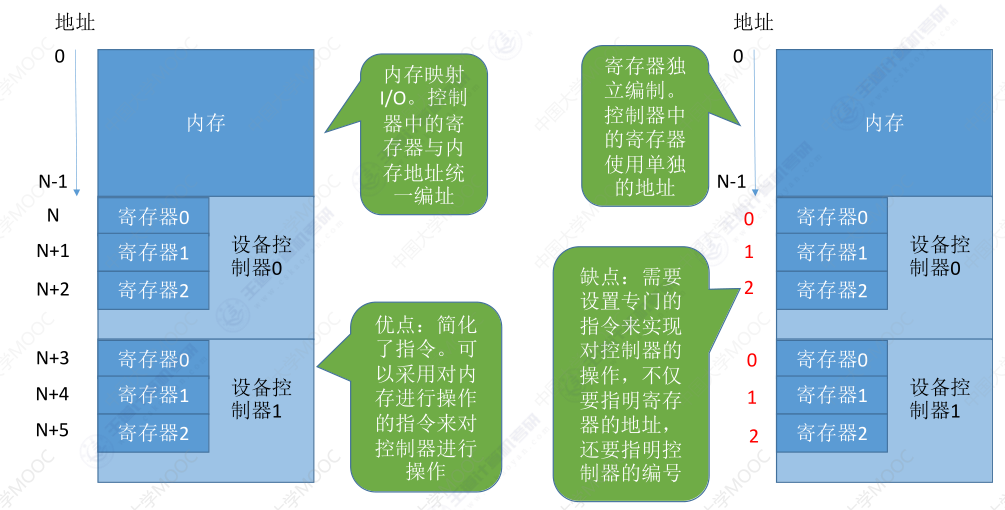 地址
0
内存
N-1
N
寄存器0
N+1
寄存器1
N+2
寄存器2
设备控
制器0
N+3
寄存器0
N+4
寄存器1
N+5
寄存器2
设备控
制器1
内存映射
I/O。控制
器中的寄
存器与内
存地址统
一编址
优点：简化
了指令。可
以采用对内
存进行操作
的指令来对
控制器进行
操作
寄存器独
立编制。
控制器中
的寄存器
使用单独
的地址
缺点：需要
设置专门的
指令来实现
对控制器的
操作，不仅
要指明寄存
器的地址，
还要指明控
制器的编号
地址
0
内存
N-1
0
寄存器0
1
寄存器1
2
寄存器2
设备控
制器0
0
寄存器0
1
寄存器1
2
寄存器2
设备控
制器1